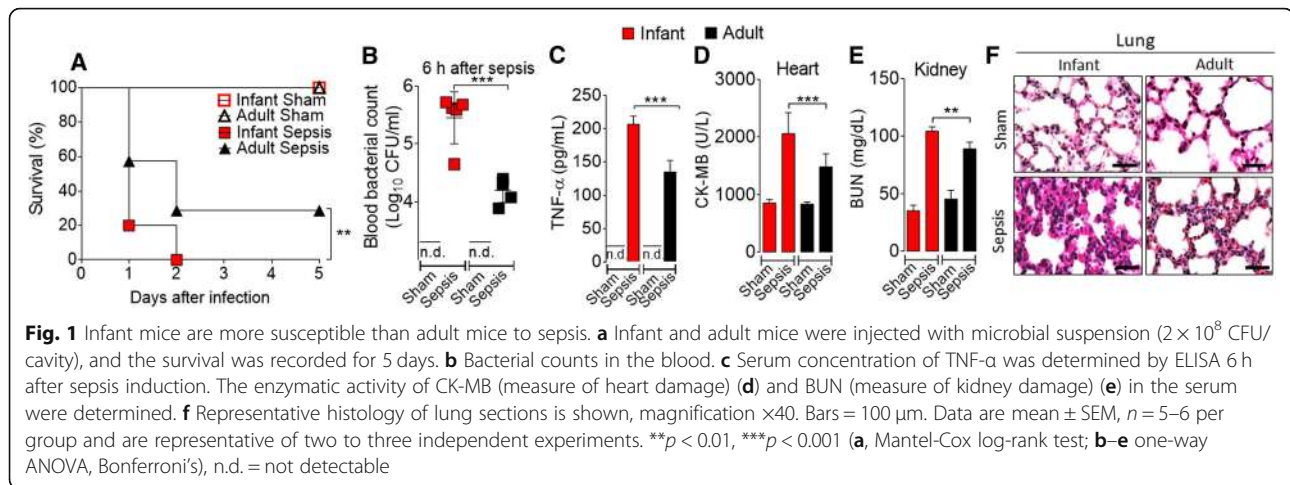 Infant Adult
A
Survival (%)
100
80
60
40
20
0
Infant Sham
Adult Sham
Infant Sepsis
Adult Sepsis
**
0 1 2 3 4 5
Days after infection
B
6 h after sepsis
***
Blood bacterial count
(Log10 CFU/ml)
6
5
4
n.d. n.d.
Sham Sepsis Sham Sepsis
C
***
TNF-α (pg/mL)
250
200
150
100
50
0
n.d. n.d.
Sham Sepsis Sham Sepsis
D
Heart
***
CK-MB (U/L)
3000
2000
1000
0
Sham Sepsis Sham Sepsis
E
Kidney
**
BUN (mg/dL)
150
100
50
0
Sham Sepsis Sham Sepsis
F
Lung
Infant Adult
Sham
Sepsis
Fig. 1 Infant mice are more susceptible than adult mice to sepsis. a Infant and adult mice were injected with microbial suspension (2 × 10⁸ CFU/
cavity), and the survival was recorded for 5 days. b Bacterial counts in the blood. c Serum concentration of TNF-α was determined by ELISA 6 h
after sepsis induction. The enzymatic activity of CK-MB (measure of heart damage) (d) and BUN (measure of kidney damage) (e) in the serum
were determined. f Representative histology of lung sections is shown, magnification ×40. Bars = 100 μm. Data are mean ± SEM, n = 5–6 per
group and are representative of two to three independent experiments. **p < 0.01, ***p < 0.001 (a, Mantel-Cox log-rank test; b–e one-way
ANOVA, Bonferroni's), n.d. = not detectable